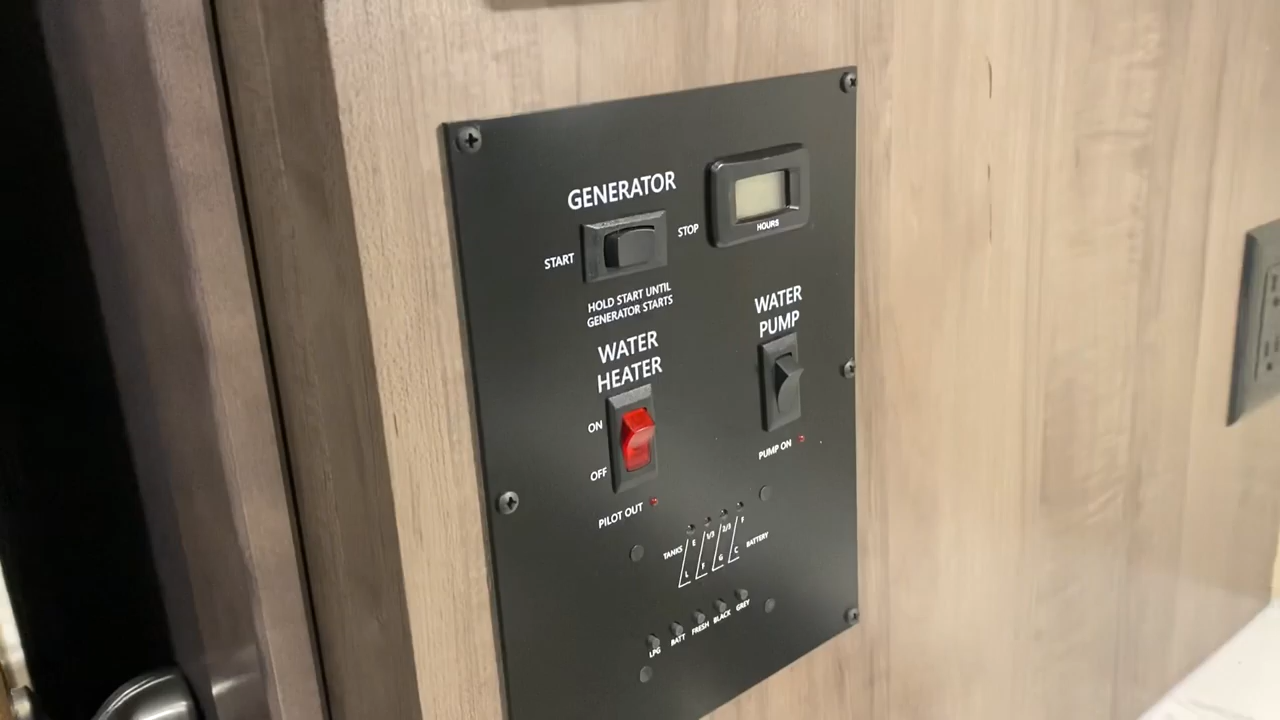 GENERATOR
START
STOP
HOURS
HOLD START UNTIL
GENERATOR STARTS
WATER
HEATER
WATER
PUMP
ON
OFF
PUMP ON
PILOT OUT
TANKS E 1/3 2/3 F
L F G C BATTERY
LPG BATT FRESH BLACK GREY